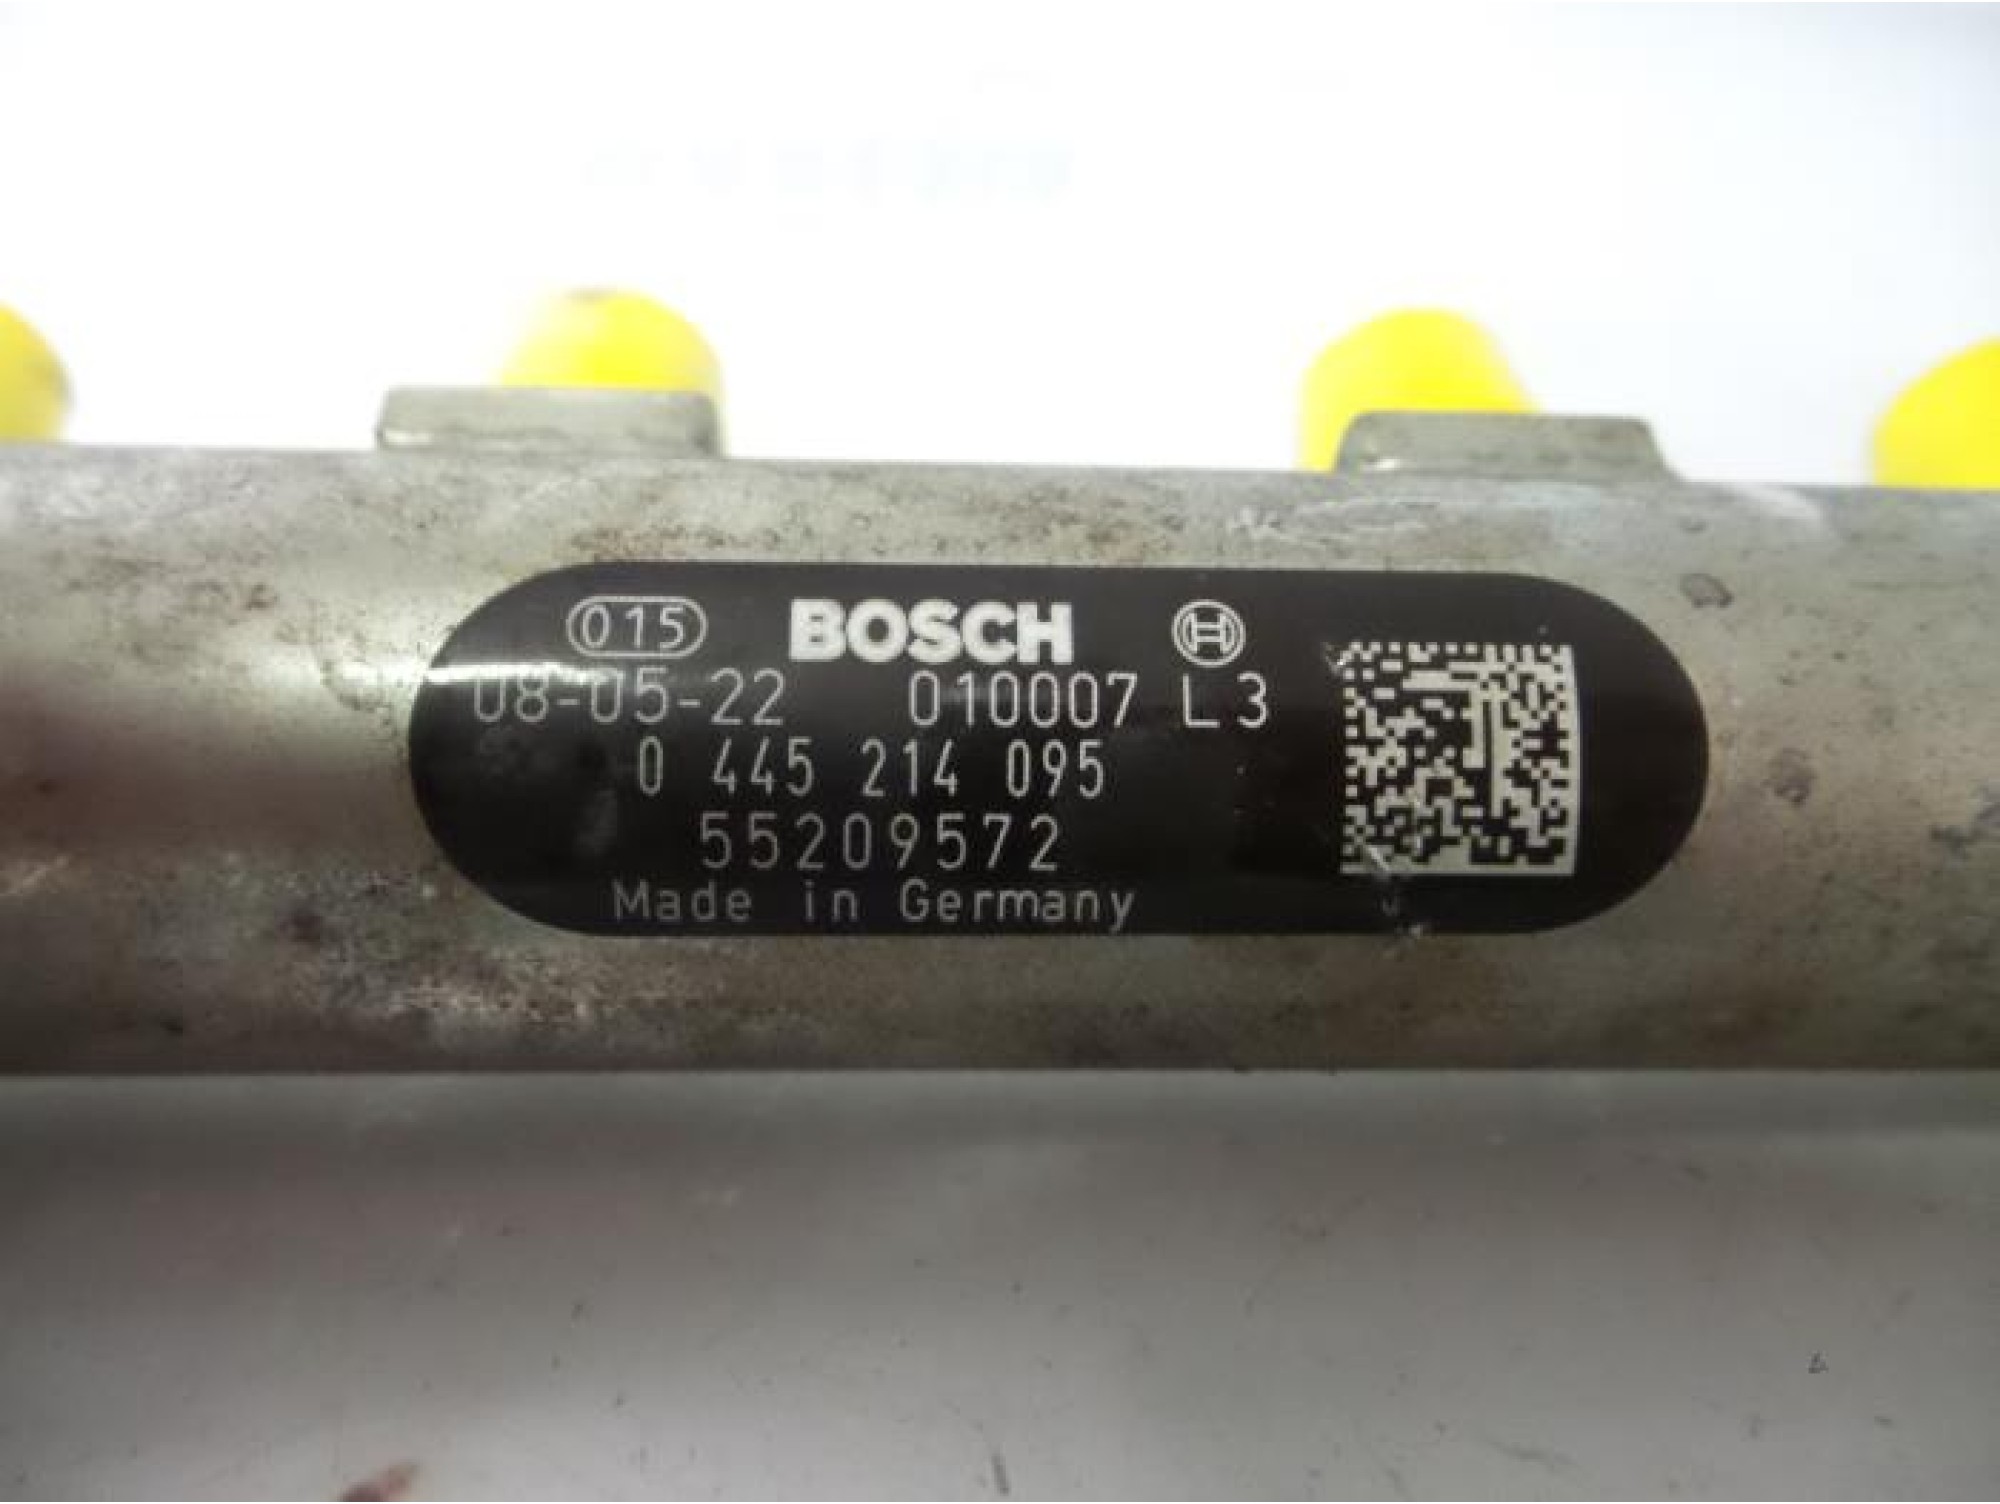 015 BOSCH
08-05-22 010007 L3
0 445 214 095
55209572
Made in Germany